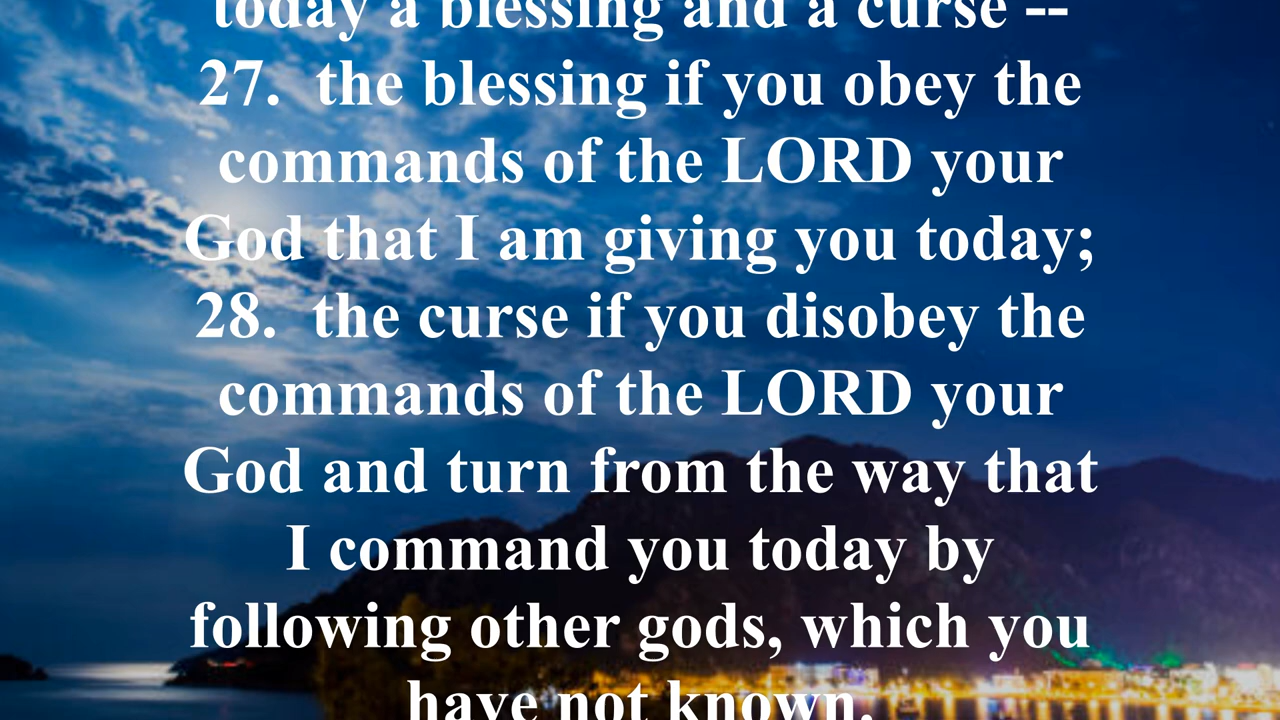 today a blessing and a curse --
27.  the blessing if you obey the
commands of the LORD your
God that I am giving you today;
28.  the curse if you disobey the
commands of the LORD your
God and turn from the way that
I command you today by
following other gods, which you
have not known.